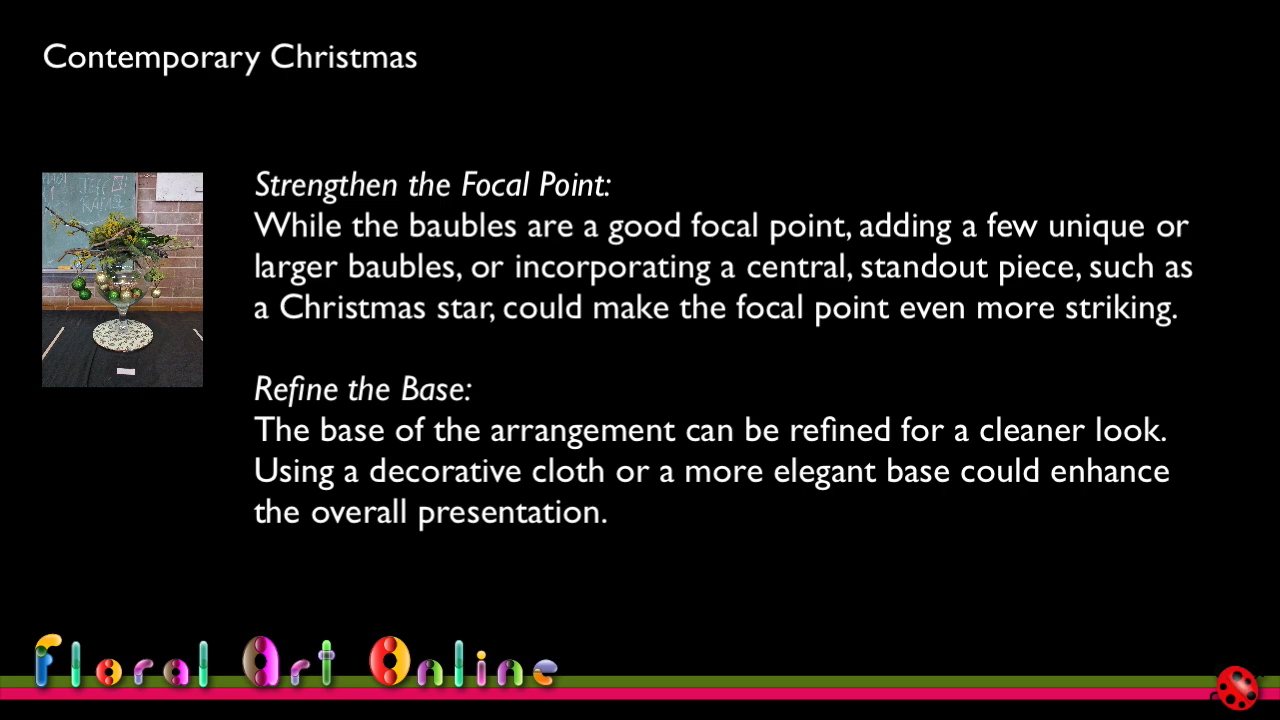 Contemporary Christmas
Strengthen the Focal Point:
While the baubles are a good focal point, adding a few unique or
larger baubles, or incorporating a central, standout piece, such as
a Christmas star, could make the focal point even more striking.
Refine the Base:
The base of the arrangement can be refined for a cleaner look.
Using a decorative cloth or a more elegant base could enhance
the overall presentation.
Floral Art Online